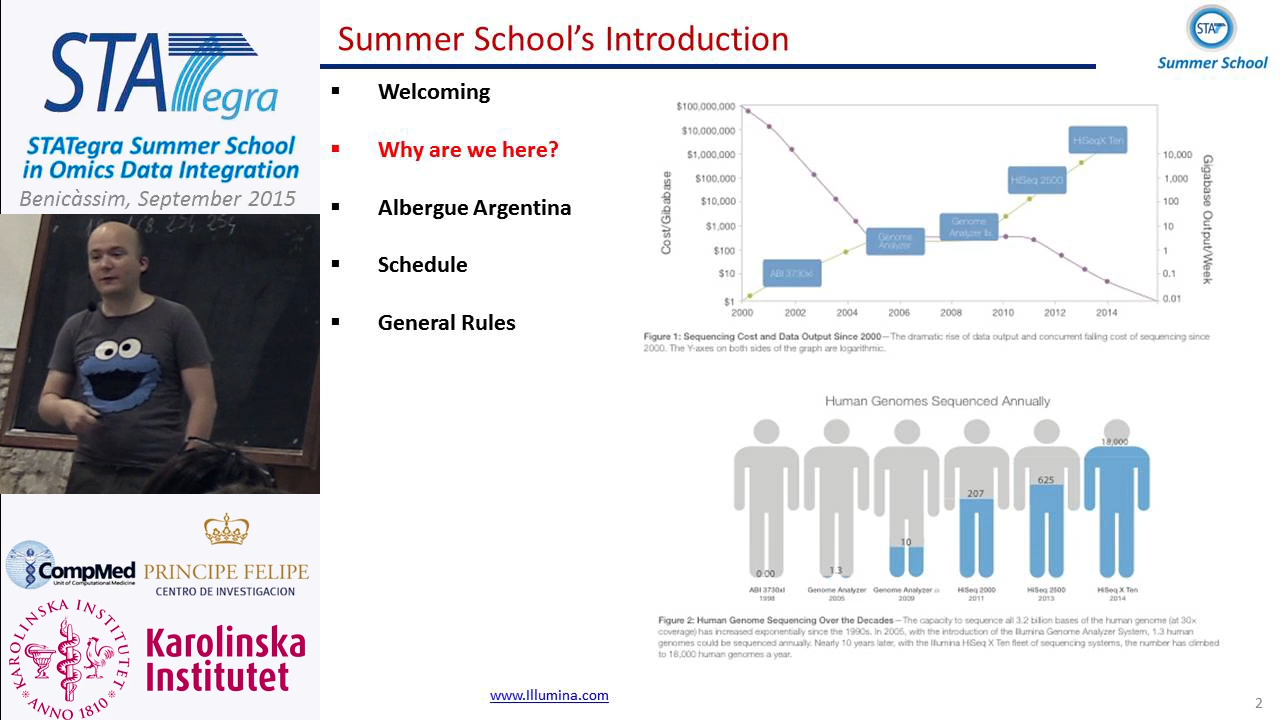 STATegra
STATegra Summer School
in Omics Data Integration
Benicàssim, September 2015
CompMed
Unit of Computational Medicine
PRINCIPE FELIPE
CENTRO DE INVESTIGACION
KAROLINSKA INSTITUTET
ANNO 1810
Karolinska
Institutet
Summer School’s Introduction
STAT
Summer School
Welcoming
Why are we here?
Albergue Argentina
Schedule
General Rules
Cost/Gibabase
$100,000,000
$10,000,000
$1,000,000
$100,000
$10,000
$1,000
$100
$10
$1
2000 2002 2004 2006 2008 2010 2012 2014
ABI 3730xl
Genome
Analyzer
Genome
Analyzer IIx
HiSeq 2500
HiSeqX Ten
10,000
1,000
100
10
1
0.1
0.01
Gigabase Output/Week
Figure 1: Sequencing Cost and Data Output Since 2000—The dramatic rise of data output and concurrent falling cost of sequencing since
2000. The Y-axes on both sides of the graph are logarithmic.
Human Genomes Sequenced Annually
0.00 1.3 10 207 625 18,000
ABI 3730xl Genome Analyzer Genome Analyzer HiSeq 2000 HiSeq 2500 HiSeq X Ten
1998 2005 2009 2011 2013 2014
Figure 2: Human Genome Sequencing Over the Decades—The capacity to sequence all 3.2 billion bases of the human genome (at 30×
coverage) has increased exponentially since the 1990s. In 2005, with the introduction of the Illumina Genome Analyzer System, 1.3 human
genomes could be sequenced annually. Nearly 10 years later, with the Illumina HiSeq X Ten fleet of sequencing systems, the number has climbed
to 18,000 human genomes a year.
www.Illumina.com
2